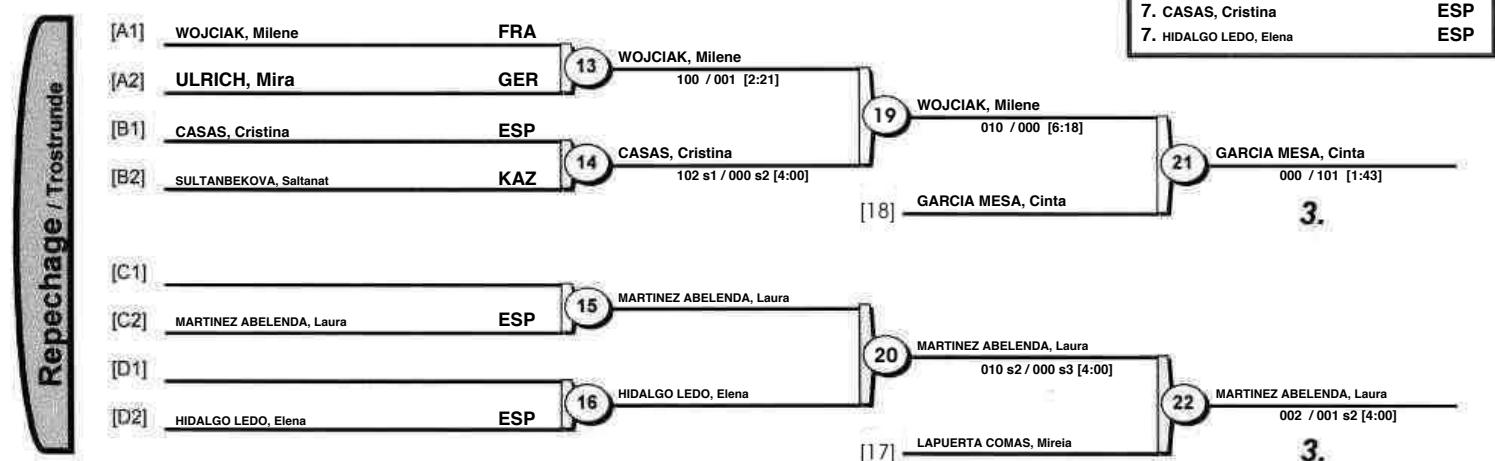 7. CASAS, Cristina ESP
7. HIDALGO LEDO, Elena ESP
Repechage / Trostrunde
[A1] WOJCIAK, Milene FRA
13 WOJCIAK, Milene
100 / 001 [2:21]
[A2] ULRICH, Mira GER
19 WOJCIAK, Milene
010 / 000 [6:18]
[B1] CASAS, Cristina ESP
14 CASAS, Cristina
102 s1 / 000 s2 [4:00]
[B2] SULTANBEKOVA, Saltanat KAZ
21 GARCIA MESA, Cinta
000 / 101 [1:43]
[18] GARCIA MESA, Cinta
3.
[C1]
15 MARTINEZ ABELENDA, Laura
[C2] MARTINEZ ABELENDA, Laura ESP
20 MARTINEZ ABELENDA, Laura
010 s2 / 000 s3 [4:00]
[D1]
16 HIDALGO LEDO, Elena
[D2] HIDALGO LEDO, Elena ESP
22 MARTINEZ ABELENDA, Laura
002 / 001 s2 [4:00]
[17] LAPUERTA COMAS, Mireia
3.